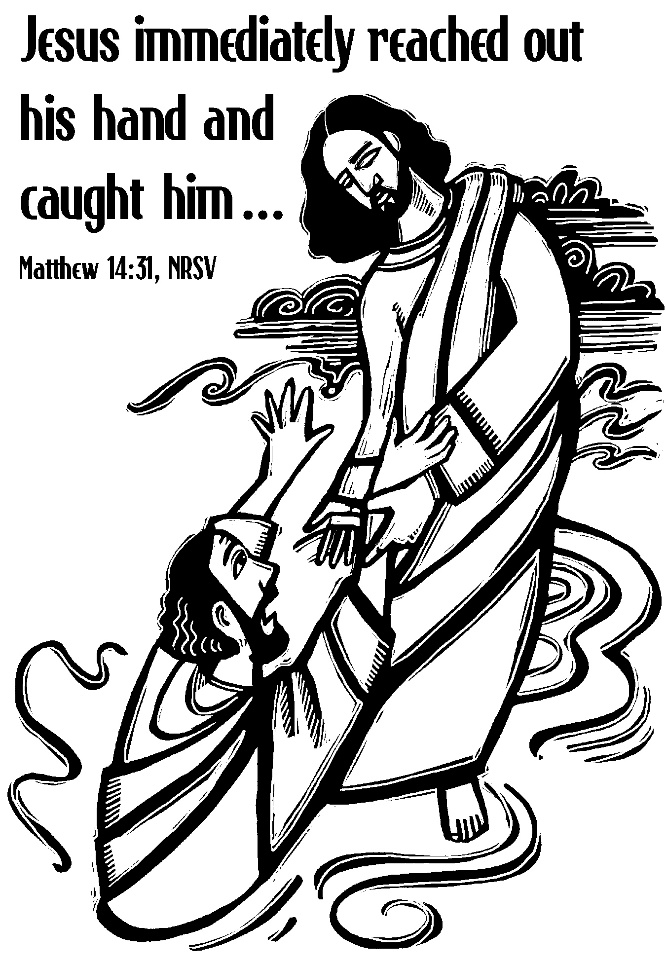 Jesus immediately reached out
his hand and
caught him ...
Matthew 14:31, NRSV